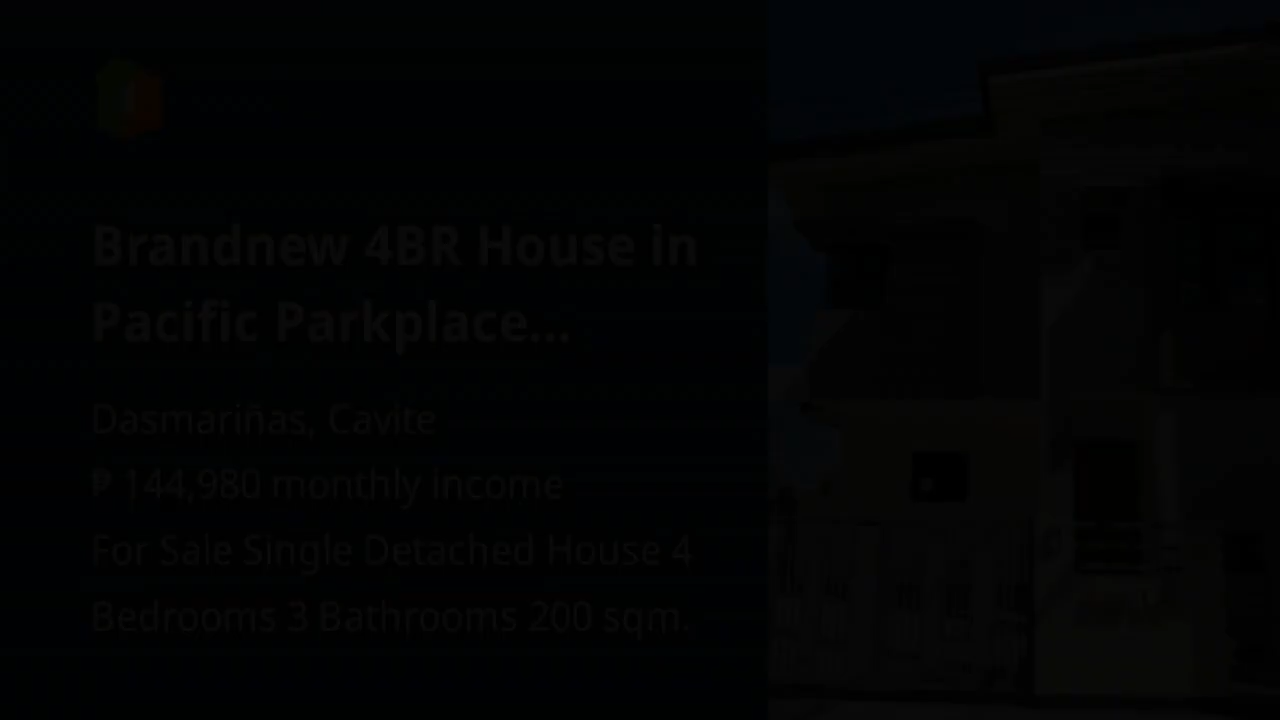 Brandnew 4BR House in
Pacific Parkplace...
Dasmariñas, Cavite
₱ 144,980 monthly income
For Sale Single Detached House 4
Bedrooms 3 Bathrooms 200 sqm.